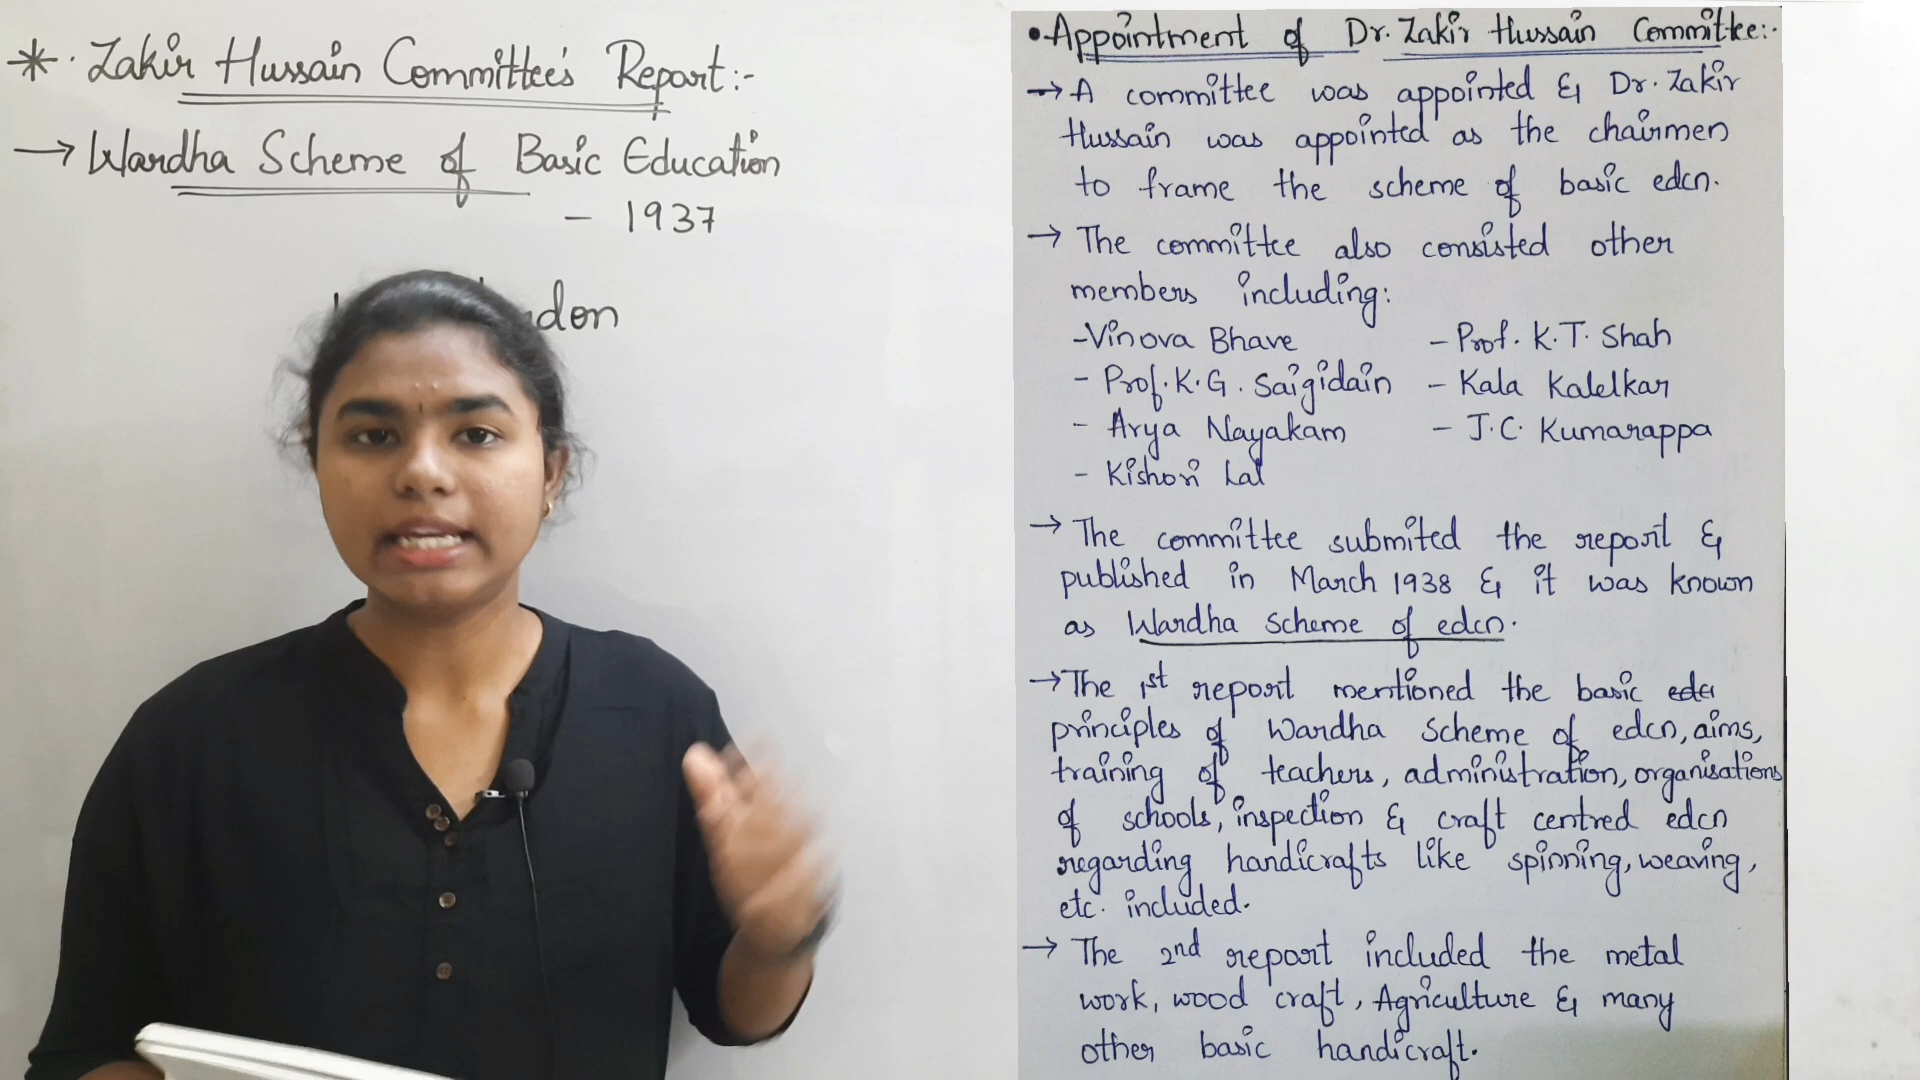 * Zakir Hussain Committee's Report:-
→ Wardha Scheme of Basic Education
- 1937
• Appointment of Dr. Zakir Hussain Committee:-
→ A committee was appointed & Dr. Zakir
Hussain was appointed as the chairmen
to frame the scheme of basic edcn.
→ The committee also consisted other
members including:
- Vinova Bhave - Prof. K.T. Shah
- Prof. K.G. Saigidain - Kala Kalelkar
- Arya Nayakam - J.C. Kumarappa
- Kishori Lal
→ The committee submited the report &
published in March 1938 & it was known
as Wardha Scheme of edcn.
→ The 1st report mentioned the basic
principles of Wardha Scheme of edcn, aims,
training of teachers, administration, organisations
of schools, inspection & craft centred edcn
regarding handicrafts like spinning, weaving,
etc. included.
→ The 2nd report included the metal
work, wood craft, Agriculture & many
other basic handicraft.